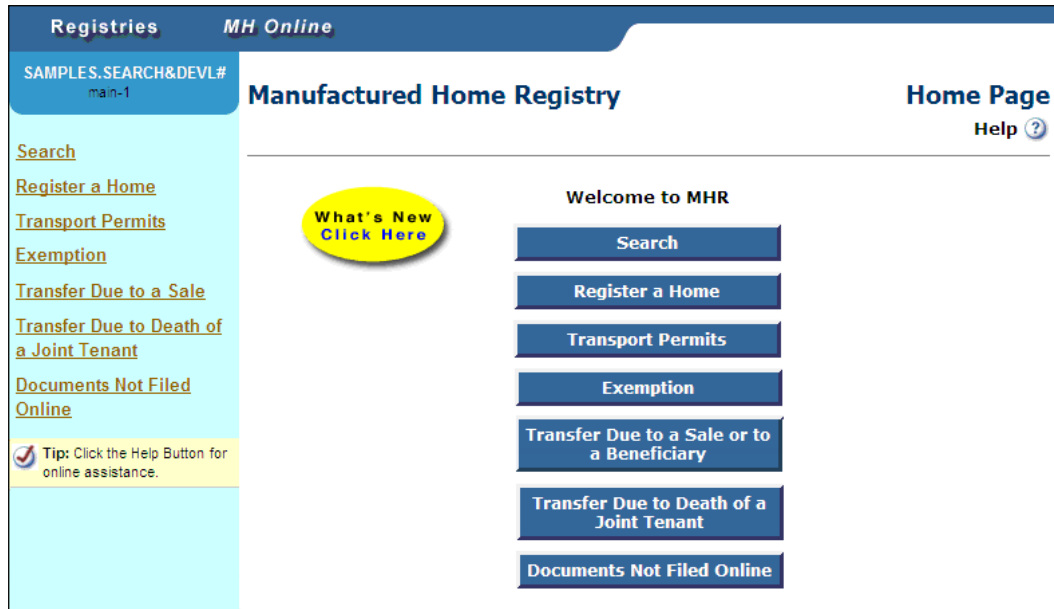 Registries MH Online
SAMPLES.SEARCH&DEVL#
main-1
Manufactured Home Registry
Home Page
Help ?
Search
Register a Home
Transport Permits
Exemption
Transfer Due to a Sale
Transfer Due to Death of
a Joint Tenant
Documents Not Filed
Online
Tip: Click the Help Button for
online assistance.
What's New
Click Here
Welcome to MHR
Search
Register a Home
Transport Permits
Exemption
Transfer Due to a Sale or to
a Beneficiary
Transfer Due to Death of a
Joint Tenant
Documents Not Filed Online